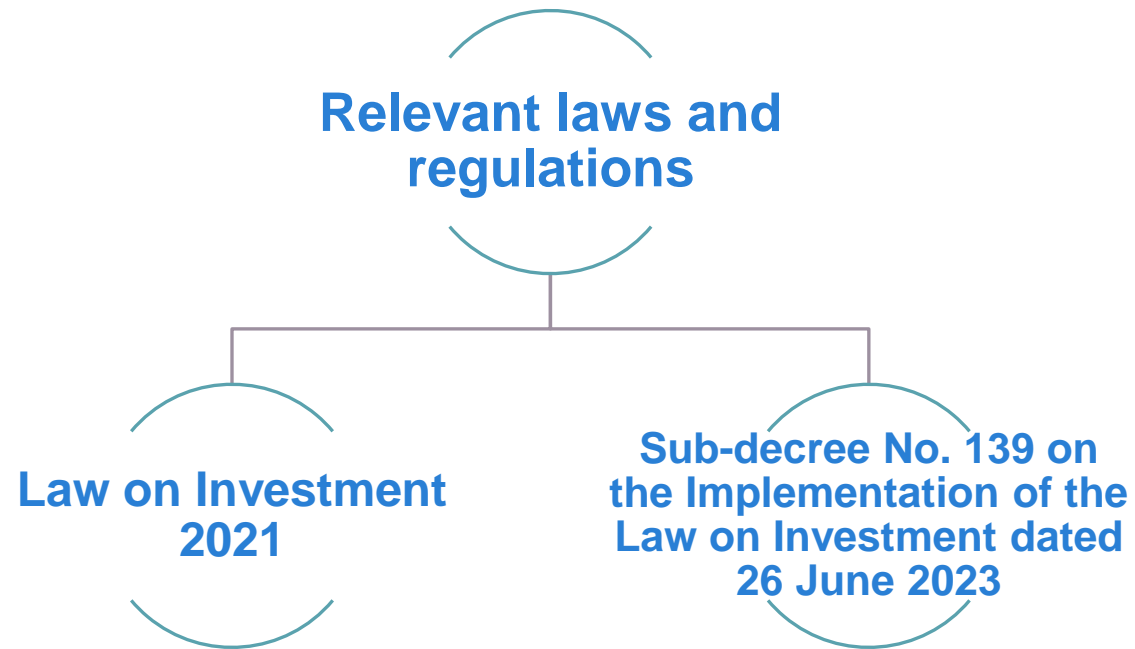 Relevant laws and
regulations
Law on Investment
2021
Sub-decree No. 139 on
the Implementation of the
Law on Investment dated
26 June 2023